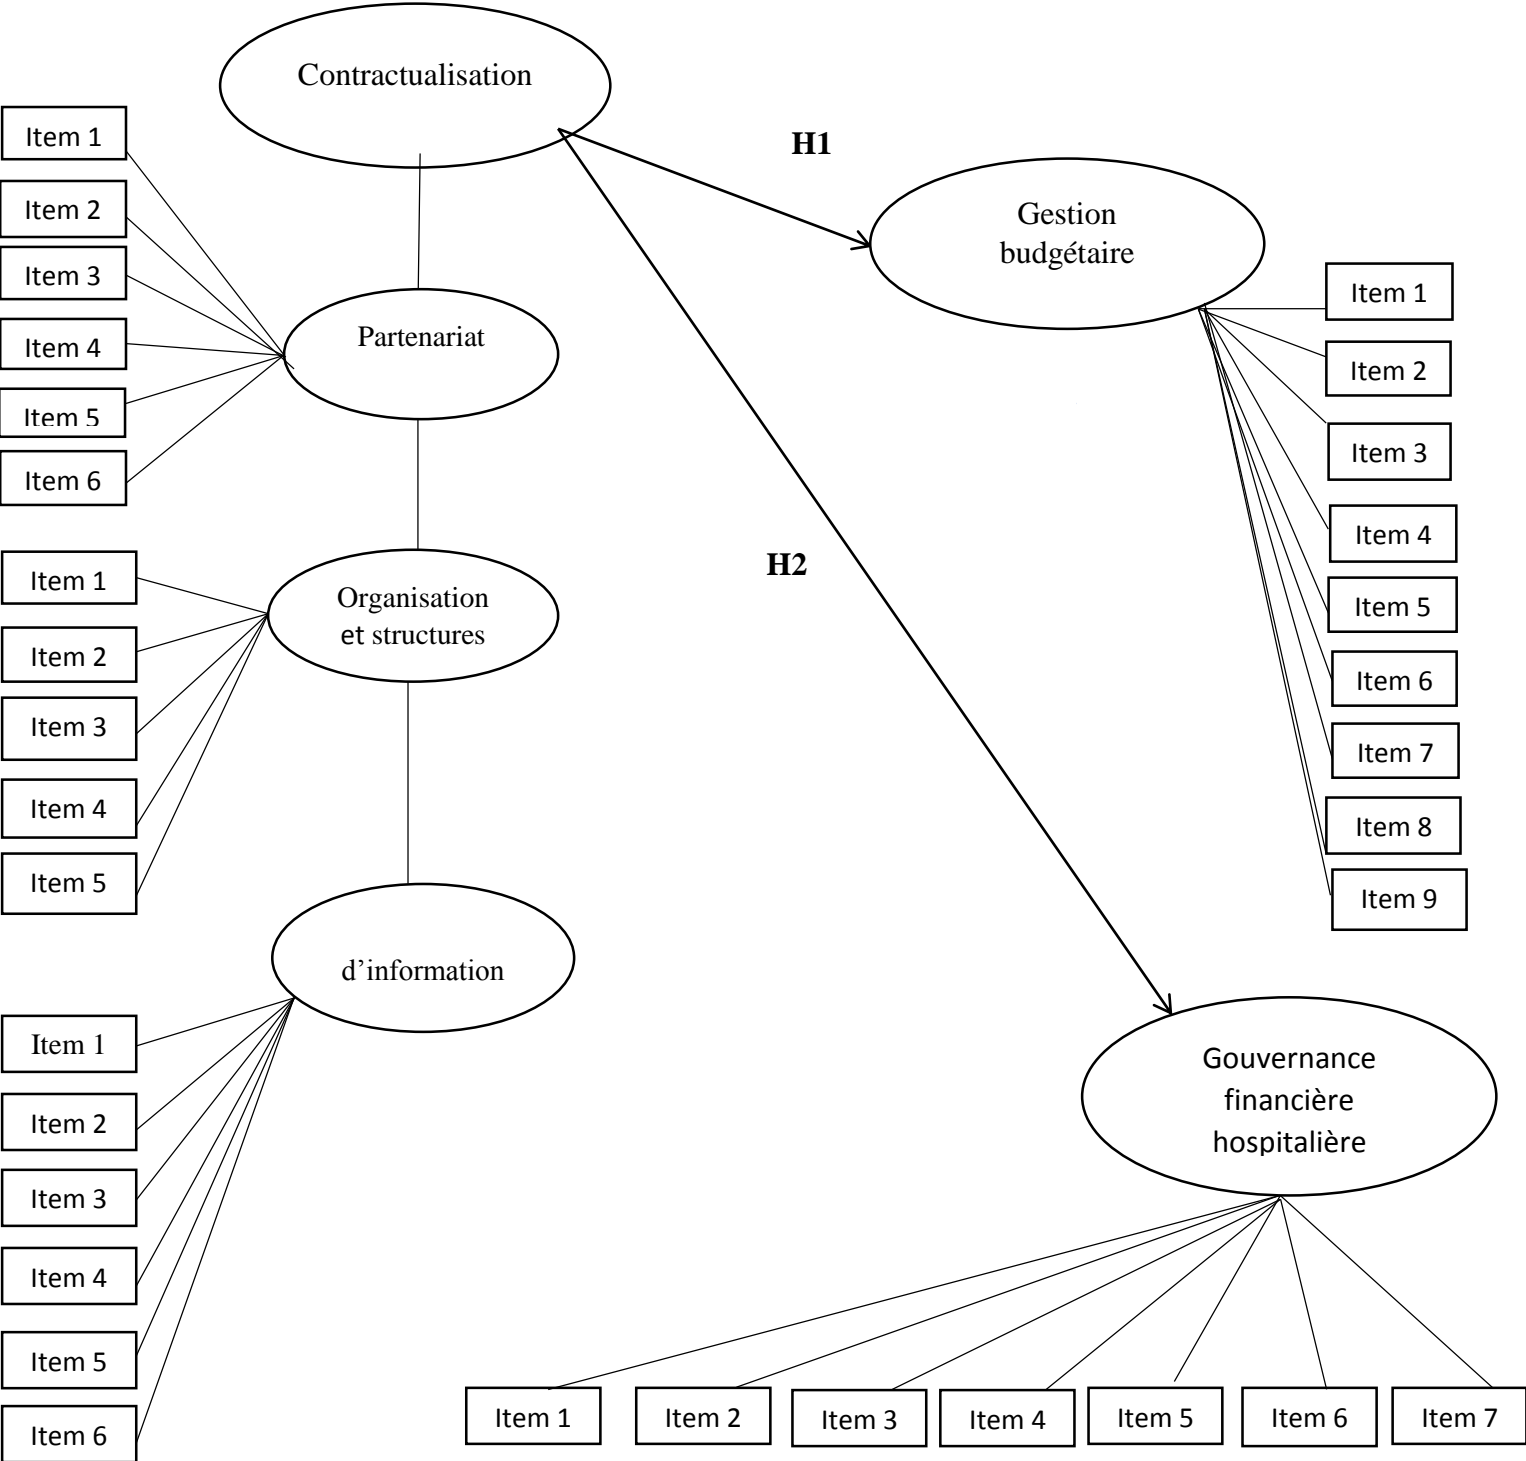 Contractualisation
H1
Gestion
budgétaire
Item 1
Item 2
Item 3
Item 4
Item 5
Item 6
Partenariat
Item 1
Item 2
Item 3
Item 4
Item 5
Item 6
Item 7
Item 8
Item 9
H2
Organisation
et structures
Item 1
Item 2
Item 3
Item 4
Item 5
d’information
Item 1
Item 2
Item 3
Item 4
Item 5
Item 6
Gouvernance
financière
hospitalière
Item 1
Item 2
Item 3
Item 4
Item 5
Item 6
Item 7